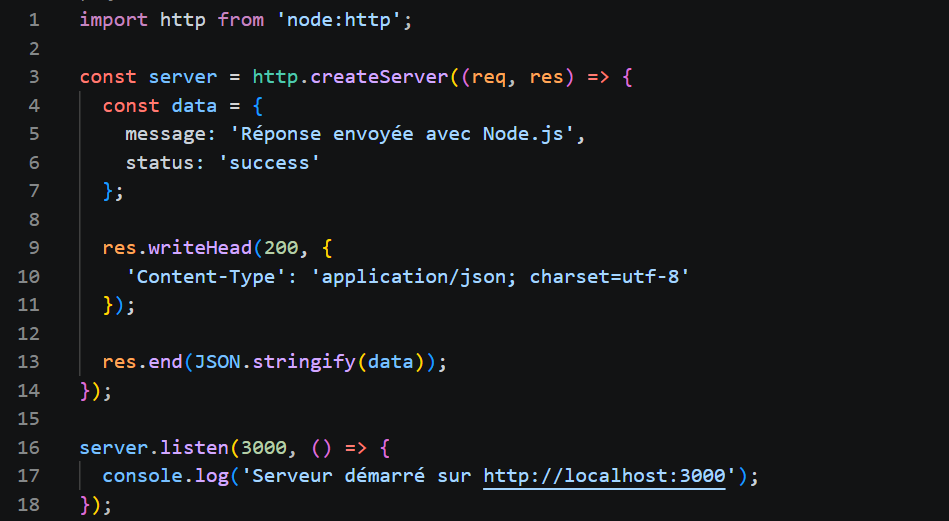 1 import http from 'node:http';
2
3 const server = http.createServer((req, res) => {
4   const data = {
5     message: 'Réponse envoyée avec Node.js',
6     status: 'success'
7   };
8
9   res.writeHead(200, {
10     'Content-Type': 'application/json; charset=utf-8'
11   });
12
13   res.end(JSON.stringify(data));
14 });
15
16 server.listen(3000, () => {
17   console.log('Serveur démarré sur http://localhost:3000');
18 });